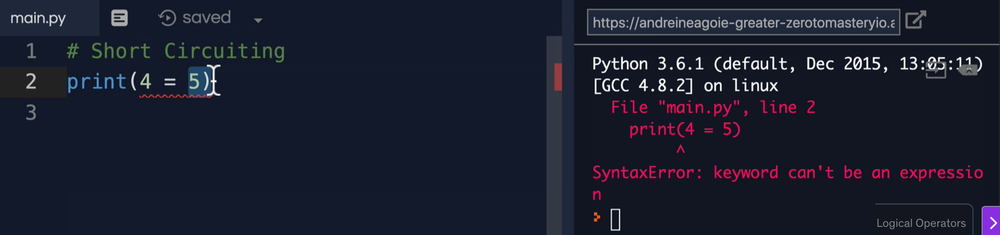 main.py saved
https://andreineagoie-greater-zerotomasteryio.a
1 # Short Circuiting
2 print(4 = 5)
3
Python 3.6.1 (default, Dec 2015, 13:05:11)
[GCC 4.8.2] on linux
File "main.py", line 2
print(4 = 5)
^
SyntaxError: keyword can't be an expressio
n
Logical Operators